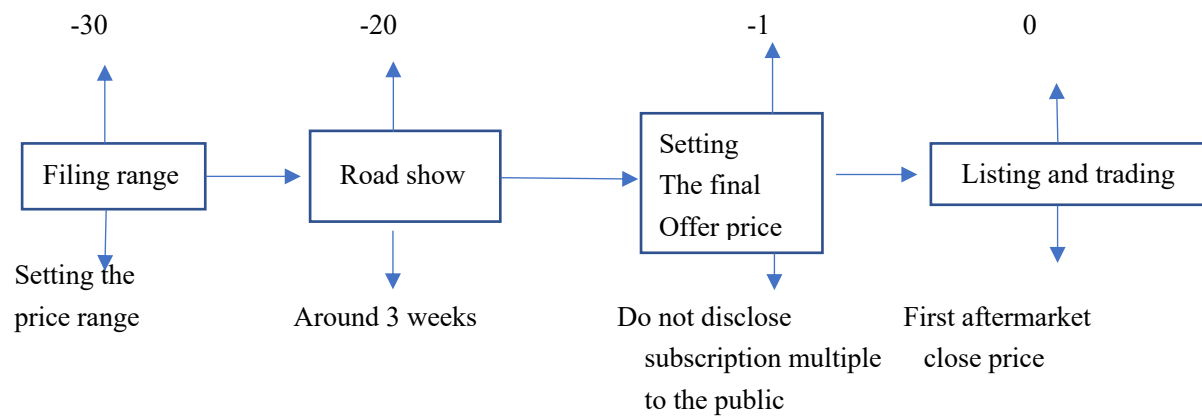 -30
-20
-1
0
Filing range
Road show
Setting
The final
Offer price
Listing and trading
Setting the
price range
Around 3 weeks
Do not disclose
subscription multiple
to the public
First aftermarket
close price